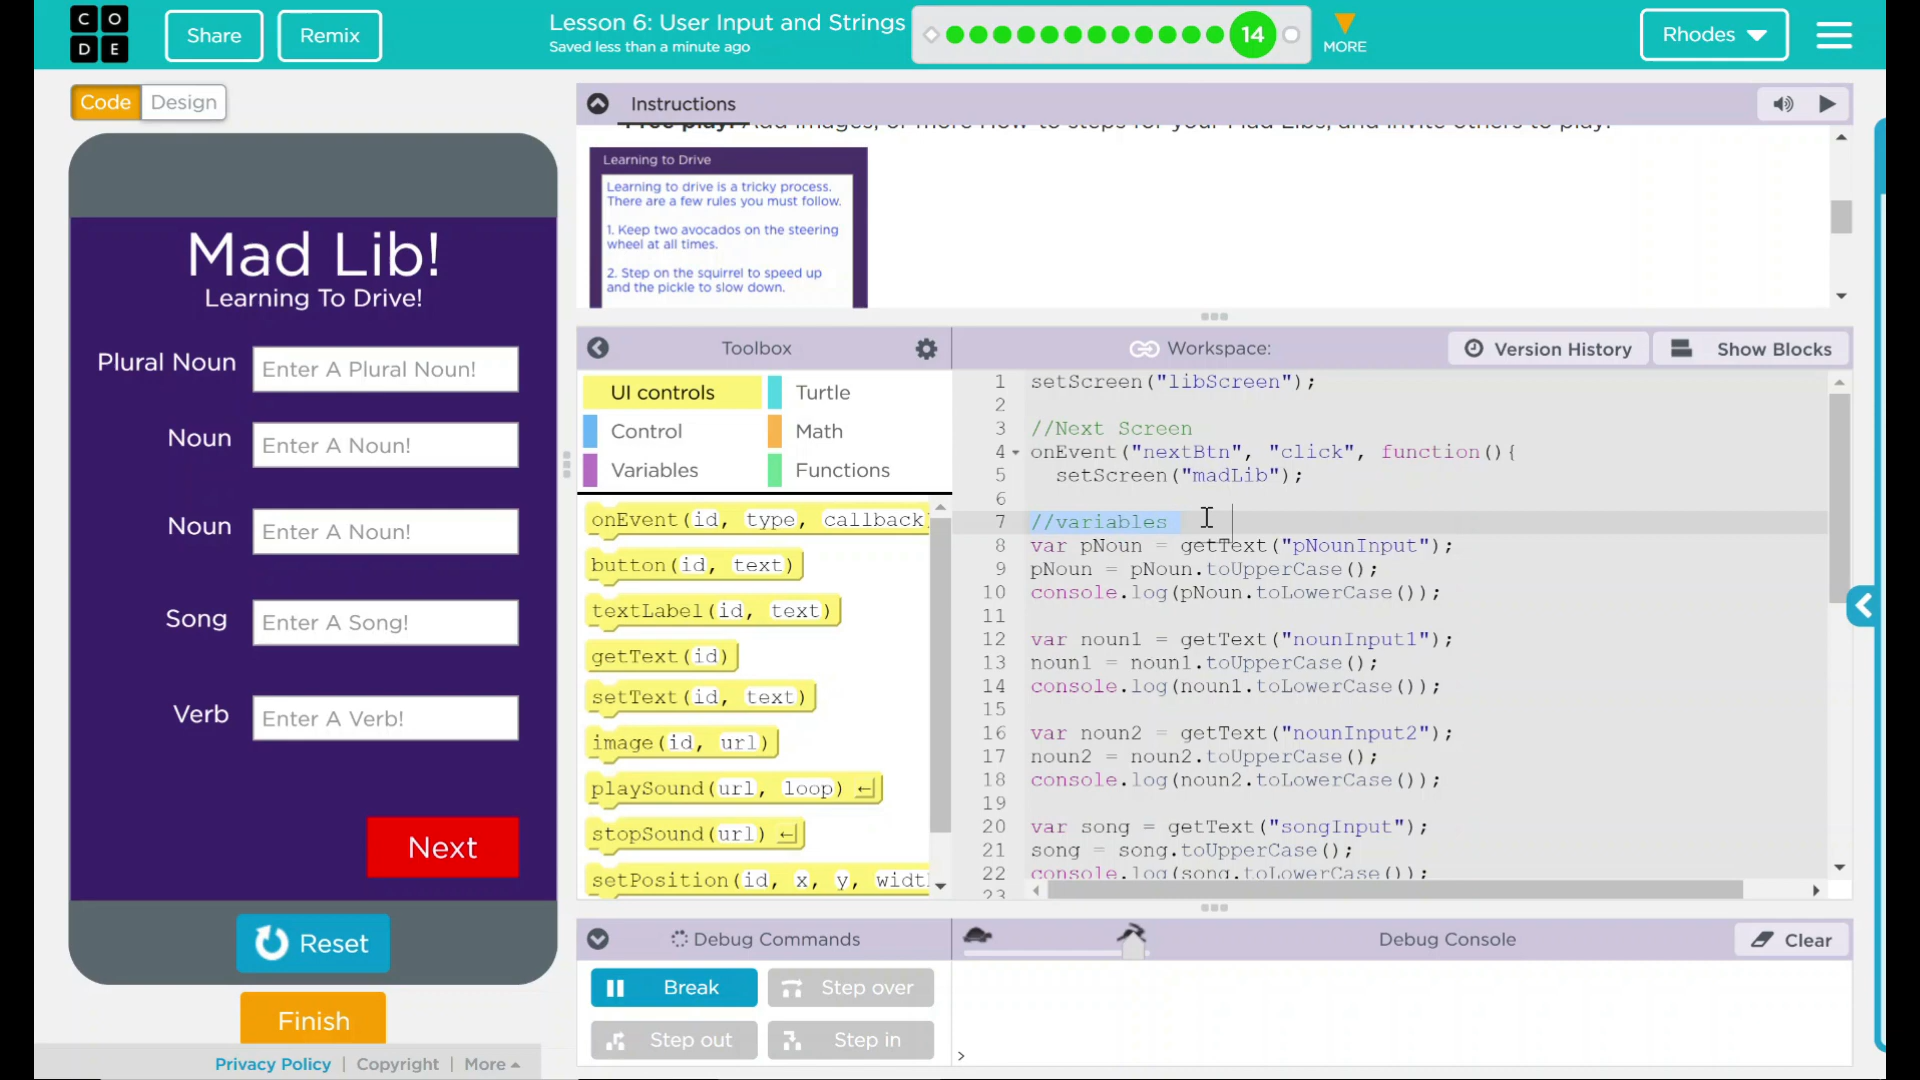 CODE
Share
Remix
Lesson 6: User Input and Strings
Saved less than a minute ago
14
MORE
Rhodes
Code
Design
Instructions
Learning to Drive
Learning to drive is a tricky process.
There are a few rules you must follow.
1. Keep two avocados on the steering
wheel at all times.
2. Step on the squirrel to speed up
and the pickle to slow down.
Mad Lib!
Learning To Drive!
Plural Noun
Enter A Plural Noun!
Noun
Enter A Noun!
Noun
Enter A Noun!
Song
Enter A Song!
Verb
Enter A Verb!
Next
Reset
Finish
Privacy Policy | Copyright | More
Toolbox
UI controls
Turtle
Control
Math
Variables
Functions
onEvent(id, type, callback)
button(id, text)
textLabel(id, text)
getText(id)
setText(id, text)
image(id, url)
playSound(url, loop)
stopSound(url)
setPosition(id, x, y, widt
Workspace:
Version History
Show Blocks
1 setScreen("libScreen");
2
3 //Next Screen
4 onEvent("nextBtn", "click", function(){
5 setScreen("madLib");
6
7 //variables
8 var pNoun = getText("pNounInput");
9 pNoun = pNoun.toUpperCase();
10 console.log(pNoun.toLowerCase());
11
12 var noun1 = getText("nounInput1");
13 noun1 = noun1.toUpperCase();
14 console.log(noun1.toLowerCase());
15
16 var noun2 = getText("nounInput2");
17 noun2 = noun2.toUpperCase();
18 console.log(noun2.toLowerCase());
19
20 var song = getText("songInput");
21 song = song.toUpperCase();
22 console.log(song.toLowerCase());
23
Debug Commands
Break
Step over
Step out
Step in
Debug Console
Clear
>